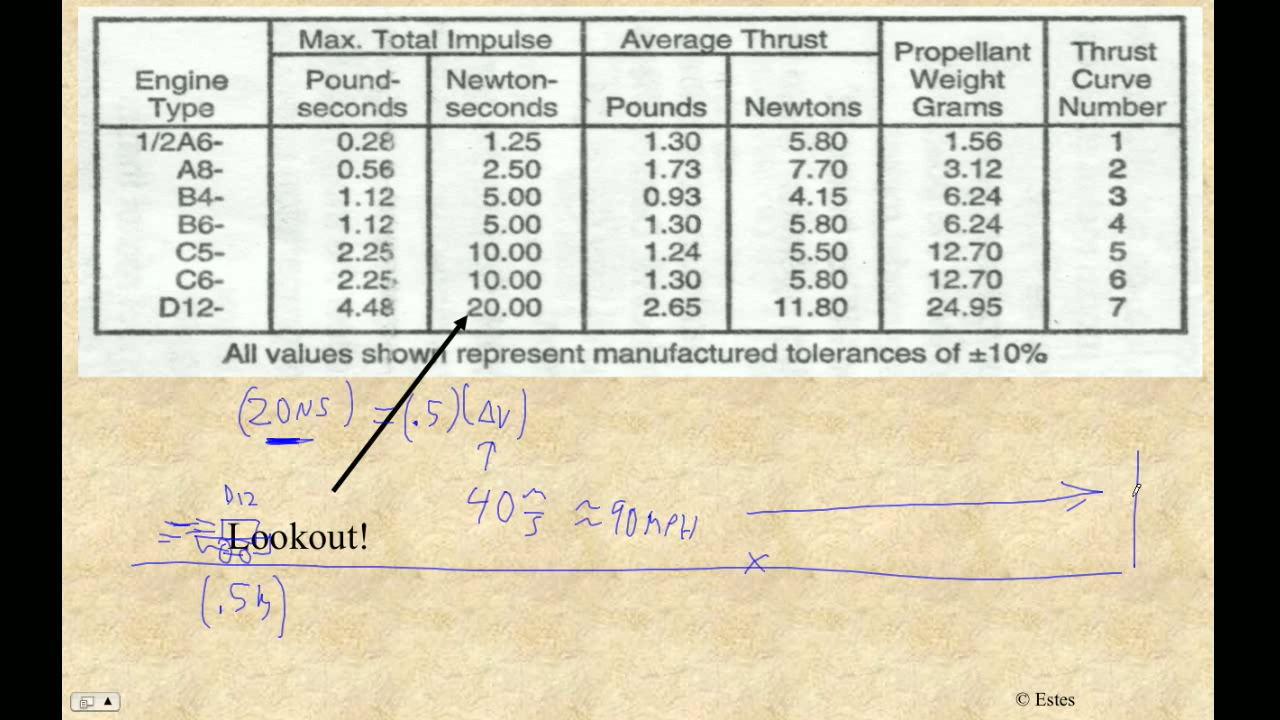 Max. Total Impulse Average Thrust
Engine Type Pound-seconds Newton-seconds Pounds Newtons Propellant Weight Grams Thrust Curve Number
1/2A6- 0.28 1.25 1.30 5.80 1.56 1
A8- 0.56 2.50 1.73 7.70 3.12 2
B4- 1.12 5.00 0.93 4.15 6.24 3
B6- 1.12 5.00 1.30 5.80 6.24 4
C5- 2.25 10.00 1.24 5.50 12.70 5
C6- 2.25 10.00 1.30 5.80 12.70 6
D12- 4.48 20.00 2.65 11.80 24.95 7
All values shown represent manufactured tolerances of ±10%
(20NS) = (.5)(ΔV)
↑
D12
40 m/s ≈ 90MPH
Lookout!
X
(.5 kg)
© Estes